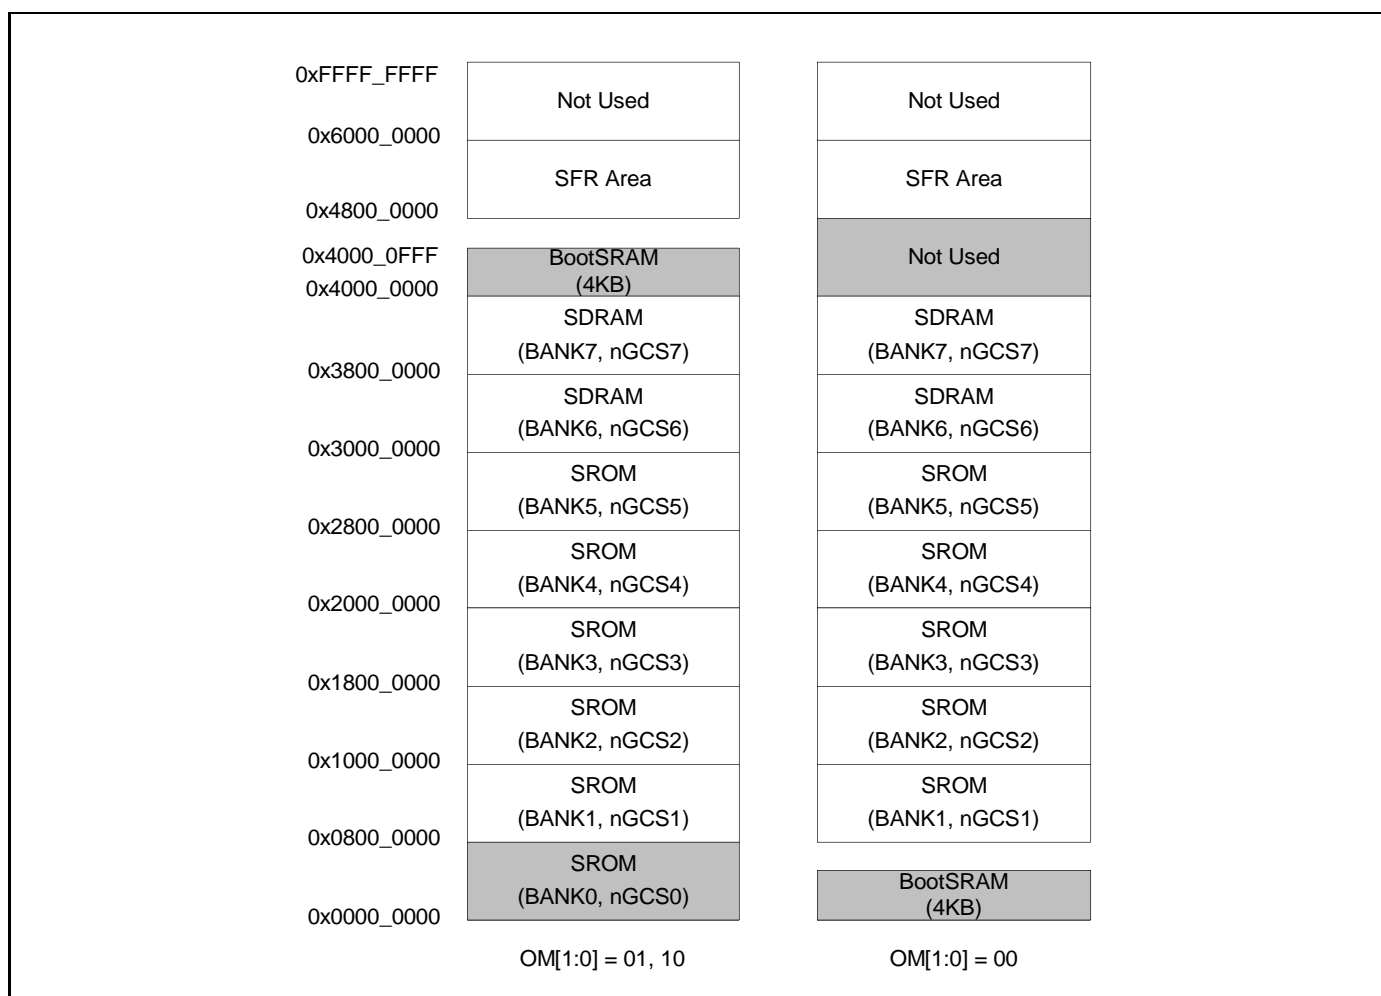 0xFFFF_FFFF
Not Used
Not Used
0x6000_0000
SFR Area
SFR Area
0x4800_0000
0x4000_0FFF
BootSRAM
(4KB)
Not Used
0x4000_0000
SDRAM
(BANK7, nGCS7)
SDRAM
(BANK7, nGCS7)
0x3800_0000
SDRAM
(BANK6, nGCS6)
SDRAM
(BANK6, nGCS6)
0x3000_0000
SROM
(BANK5, nGCS5)
SROM
(BANK5, nGCS5)
0x2800_0000
SROM
(BANK4, nGCS4)
SROM
(BANK4, nGCS4)
0x2000_0000
SROM
(BANK3, nGCS3)
SROM
(BANK3, nGCS3)
0x1800_0000
SROM
(BANK2, nGCS2)
SROM
(BANK2, nGCS2)
0x1000_0000
SROM
(BANK1, nGCS1)
SROM
(BANK1, nGCS1)
0x0800_0000
SROM
(BANK0, nGCS0)
BootSRAM
(4KB)
0x0000_0000
OM[1:0] = 01, 10
OM[1:0] = 00